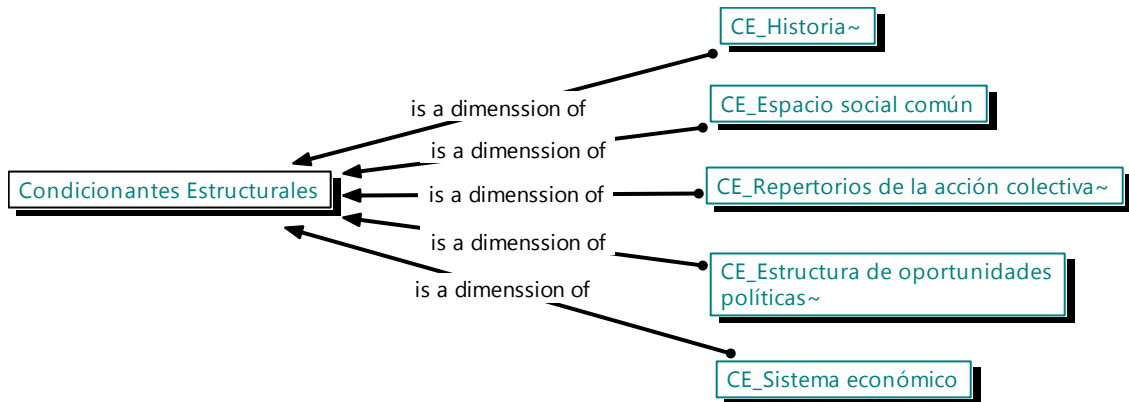 CE_Historia~
is a dimenssion of
CE_Espacio social común
is a dimenssion of
Condicionantes Estructurales
is a dimenssion of
CE_Repertorios de la acción colectiva~
is a dimenssion of
CE_Estructura de oportunidades
políticas~
is a dimenssion of
CE_Sistema económico